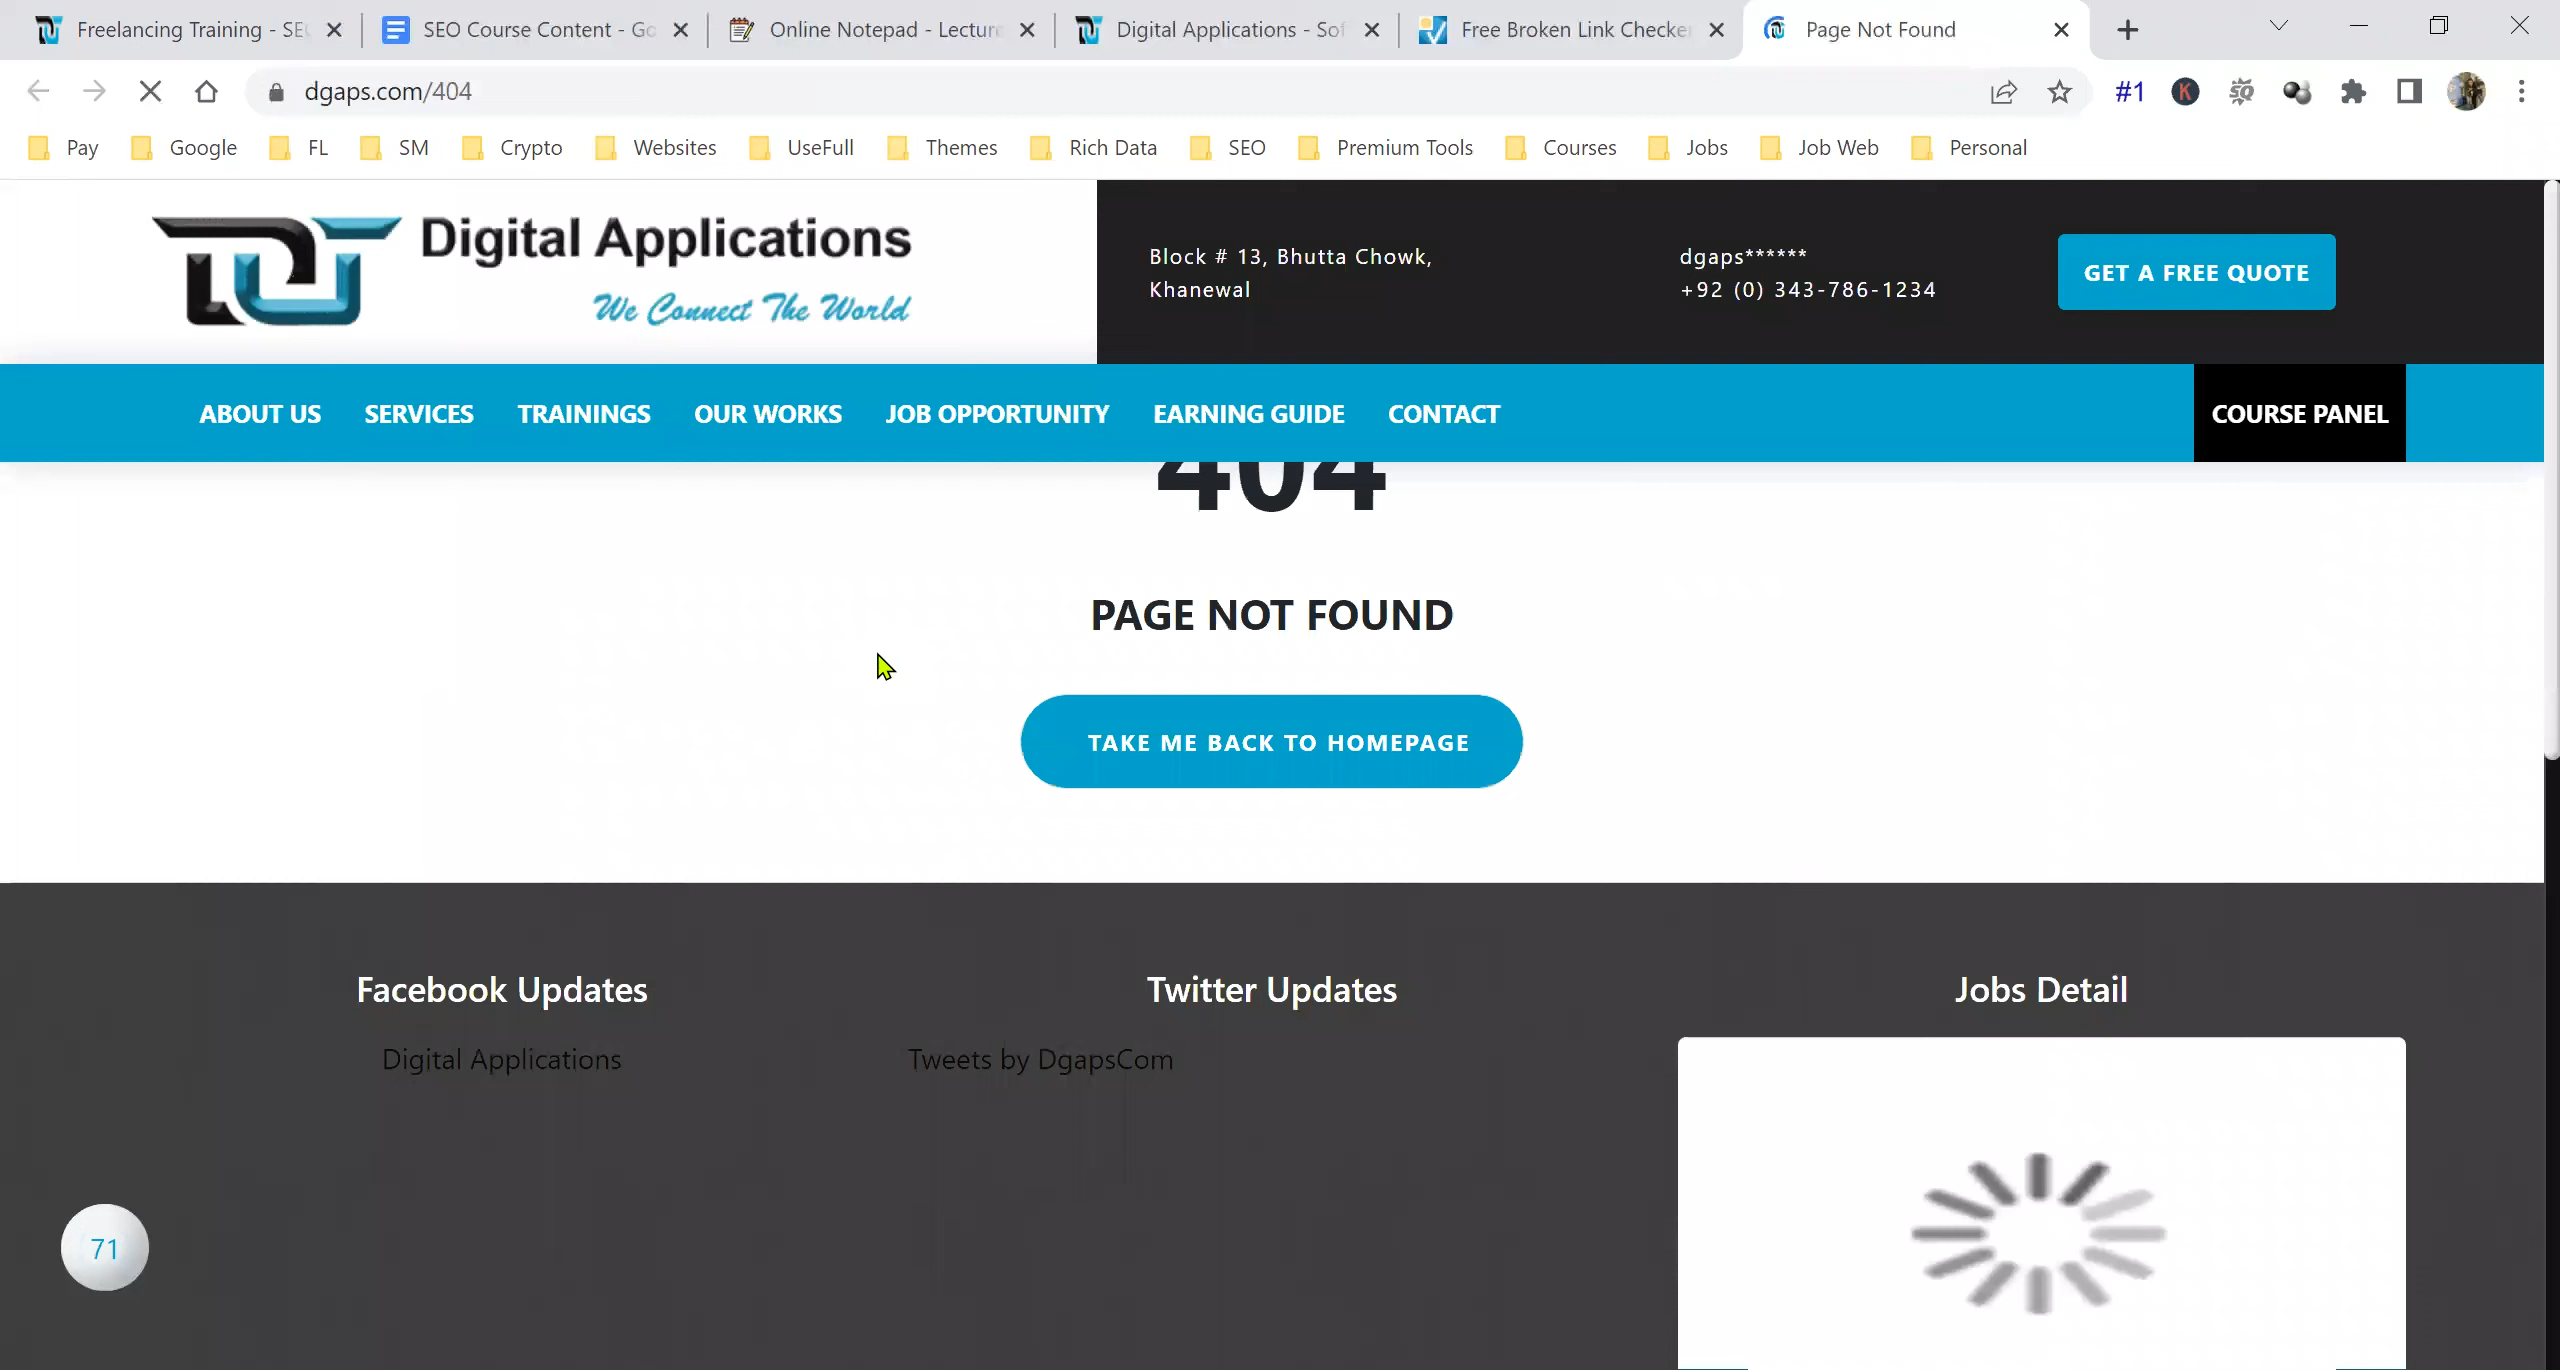 Freelancing Training - SEO
SEO Course Content - Go
Online Notepad - Lecture
Digital Applications - Sof
Free Broken Link Checker
Page Not Found
dgaps.com/404
#1
K
SQ
Pay
Google
FL
SM
Crypto
Websites
UseFull
Themes
Rich Data
SEO
Premium Tools
Courses
Jobs
Job Web
Personal
Digital Applications
We Connect The World
Block # 13, Bhutta Chowk,
Khanewal
dgaps******
+92 (0) 343-786-1234
GET A FREE QUOTE
ABOUT US
SERVICES
TRAININGS
OUR WORKS
JOB OPPORTUNITY
EARNING GUIDE
CONTACT
COURSE PANEL
404
PAGE NOT FOUND
TAKE ME BACK TO HOMEPAGE
Facebook Updates
Twitter Updates
Jobs Detail
Digital Applications
Tweets by DgapsCom
71